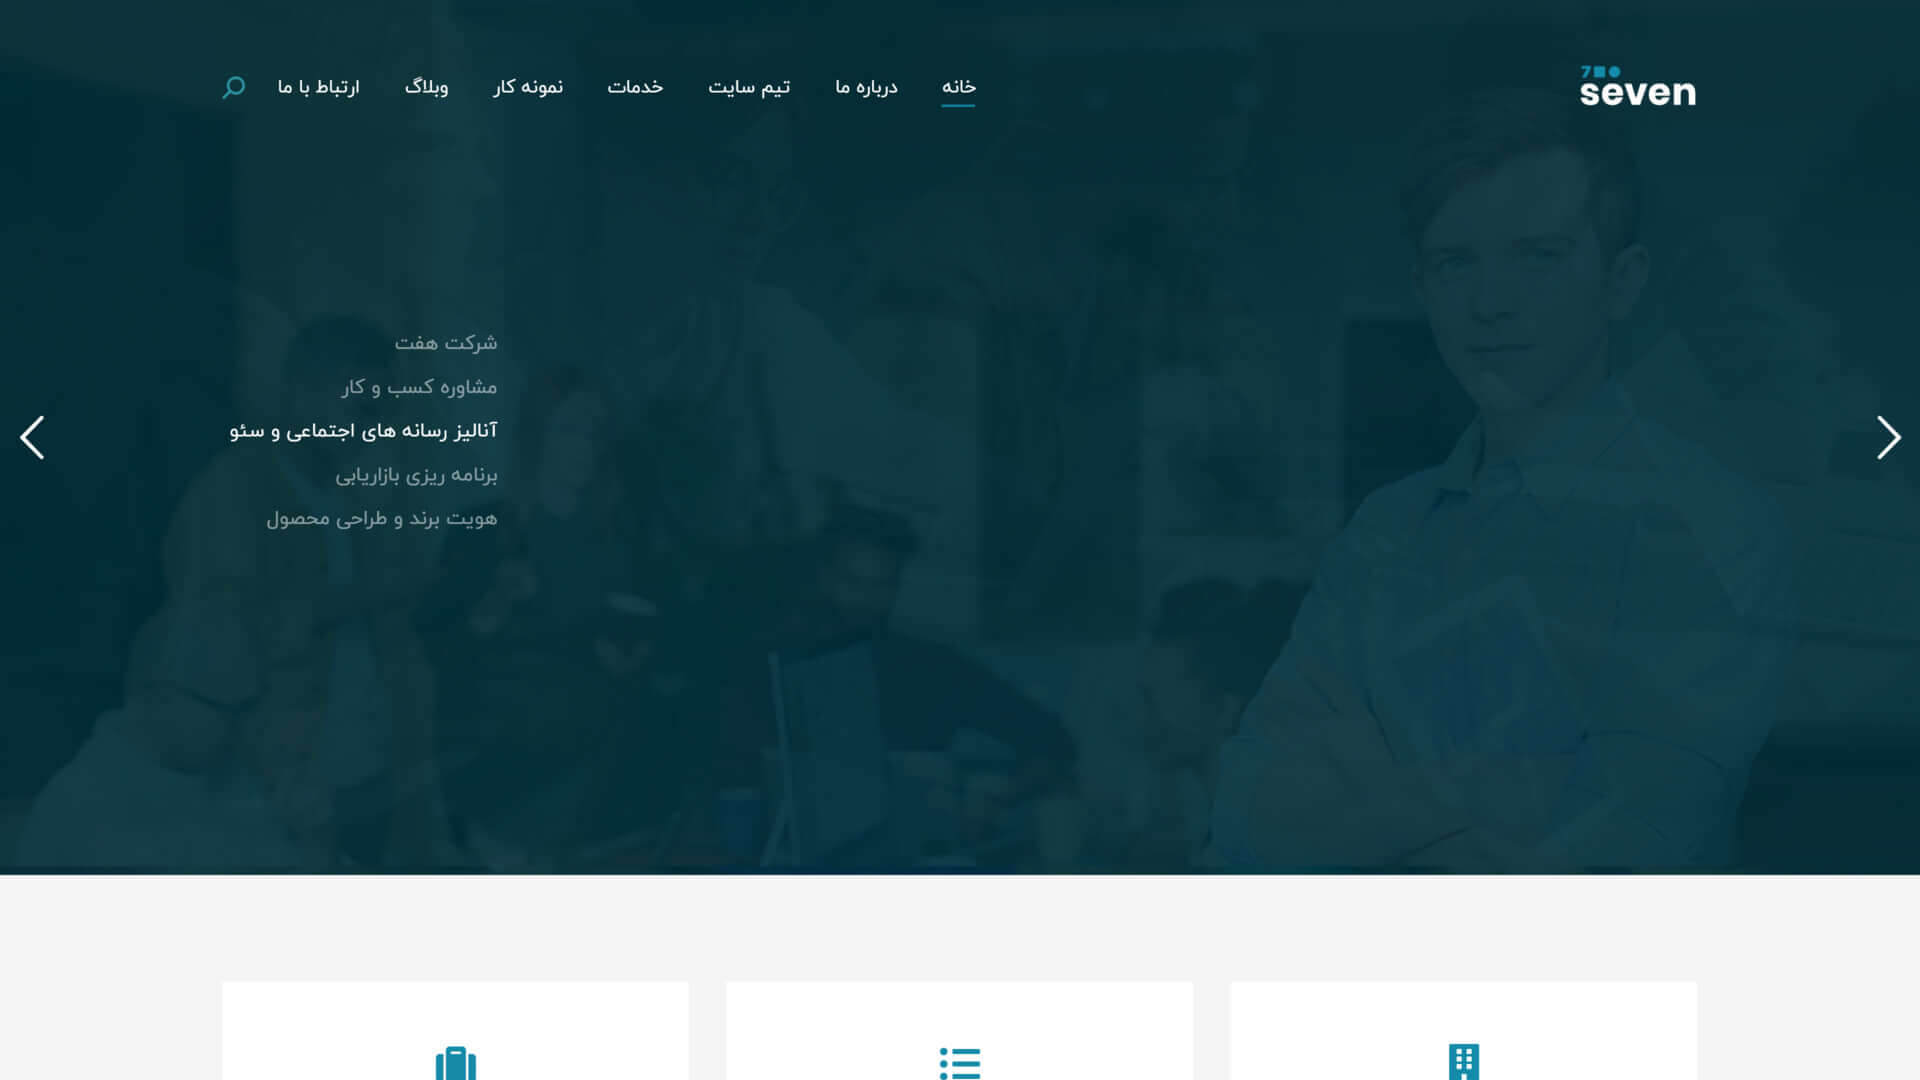 7
seven
خانه
درباره ما
تیم سایت
خدمات
نمونه کار
وبلاگ
ارتباط با ما
شرکت هفت
مشاوره کسب و کار
آنالیز رسانه های اجتماعی و سئو
برنامه ریزی بازاریابی
هویت برند و طراحی محصول